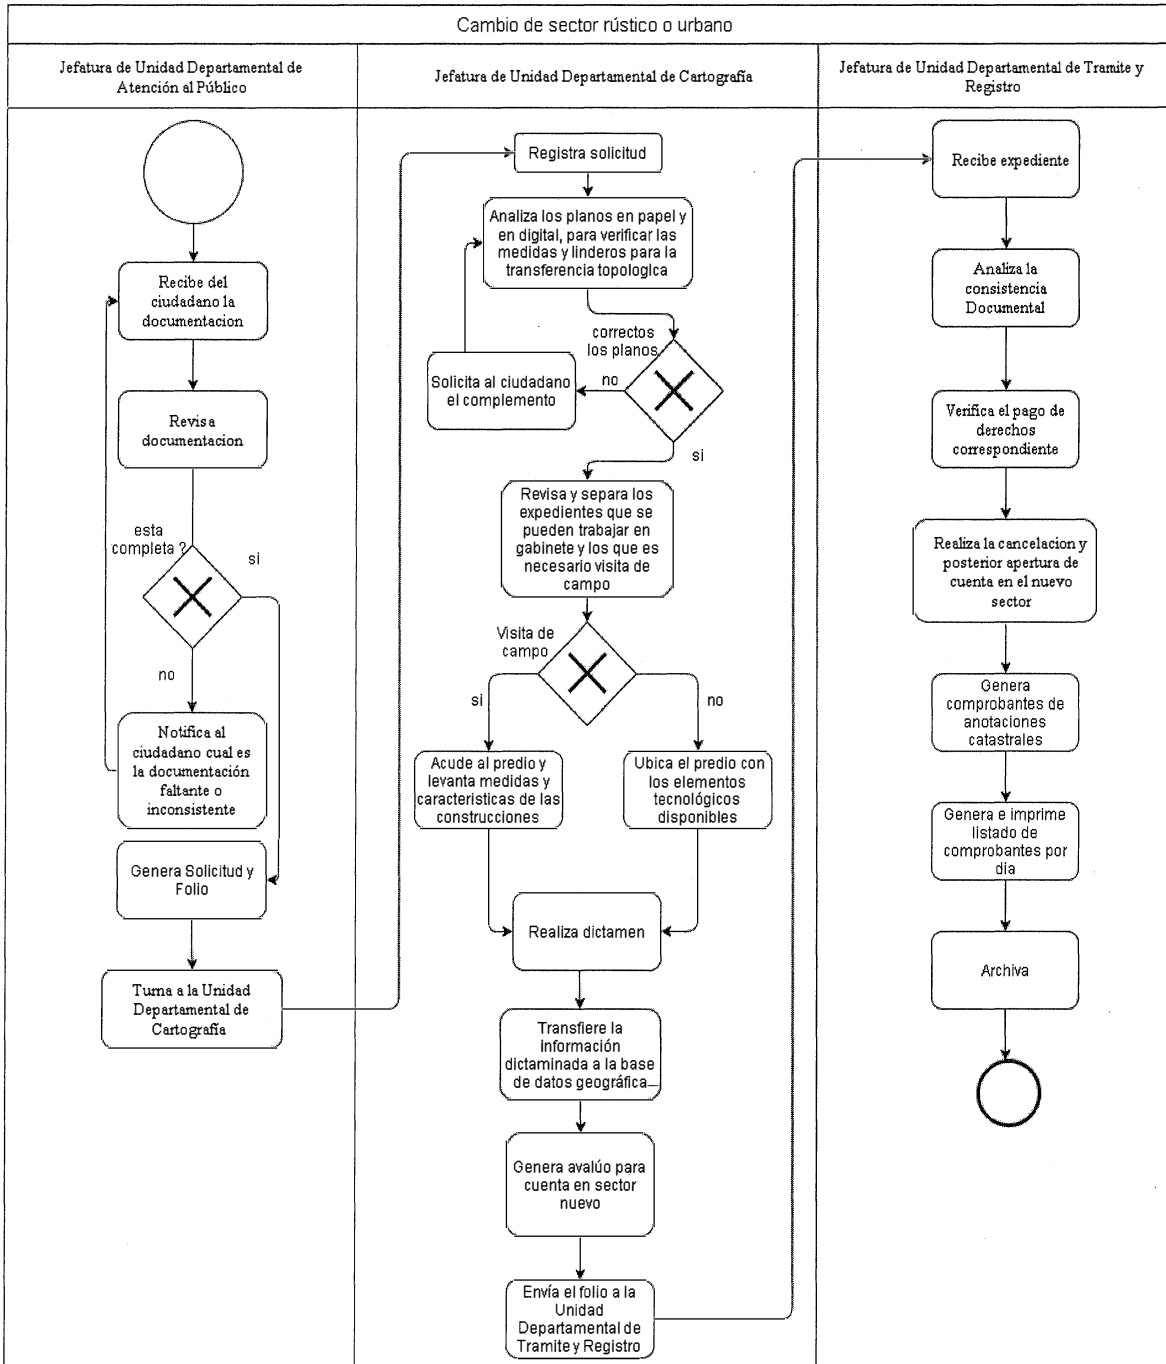 Cambio de sector rústico o urbano
Jefatura de Unidad Departamental de
Atención al Público
Jefatura de Unidad Departamental de Cartografía
Jefatura de Unidad Departamental de Tramite y
Registro
Recibe del
ciudadano la
documentacion
Revisa
documentacion
esta
completa ?
si
no
Notifica al
ciudadano cual es
la documentación
faltante o
inconsistente
Genera Solicitud y
Folio
Turna a la Unidad
Departamental de
Cartografía
Registra solicitud
Analiza los planos en papel y
en digital, para verificar las
medidas y linderos para la
transferencia topologica
correctos
los planos
no
Solicita al ciudadano
el complemento
si
Revisa y separa los
expedientes que se
pueden trabajar en
gabinete y los que es
necesario visita de
campo
Visita de
campo
si
no
Acude al predio y
levanta medidas y
caracteristicas de las
construcciones
Ubica el predio con
los elementos
tecnológicos
disponibles
Realiza dictamen
Transfiere la
información
dictaminada a la base
de datos geográfica
Genera avalúo para
cuenta en sector
nuevo
Envía el folio a la
Unidad
Departamental de
Tramite y Registro
Recibe expediente
Analiza la
consistencia
Documental
Verifica el pago de
derechos
correspondiente
Realiza la cancelacion y
posterior apertura de
cuenta en el nuevo
sector
Genera
comprobantes de
anotaciones
catastrales
Genera e imprime
listado de
comprobantes por
dia
Archiva